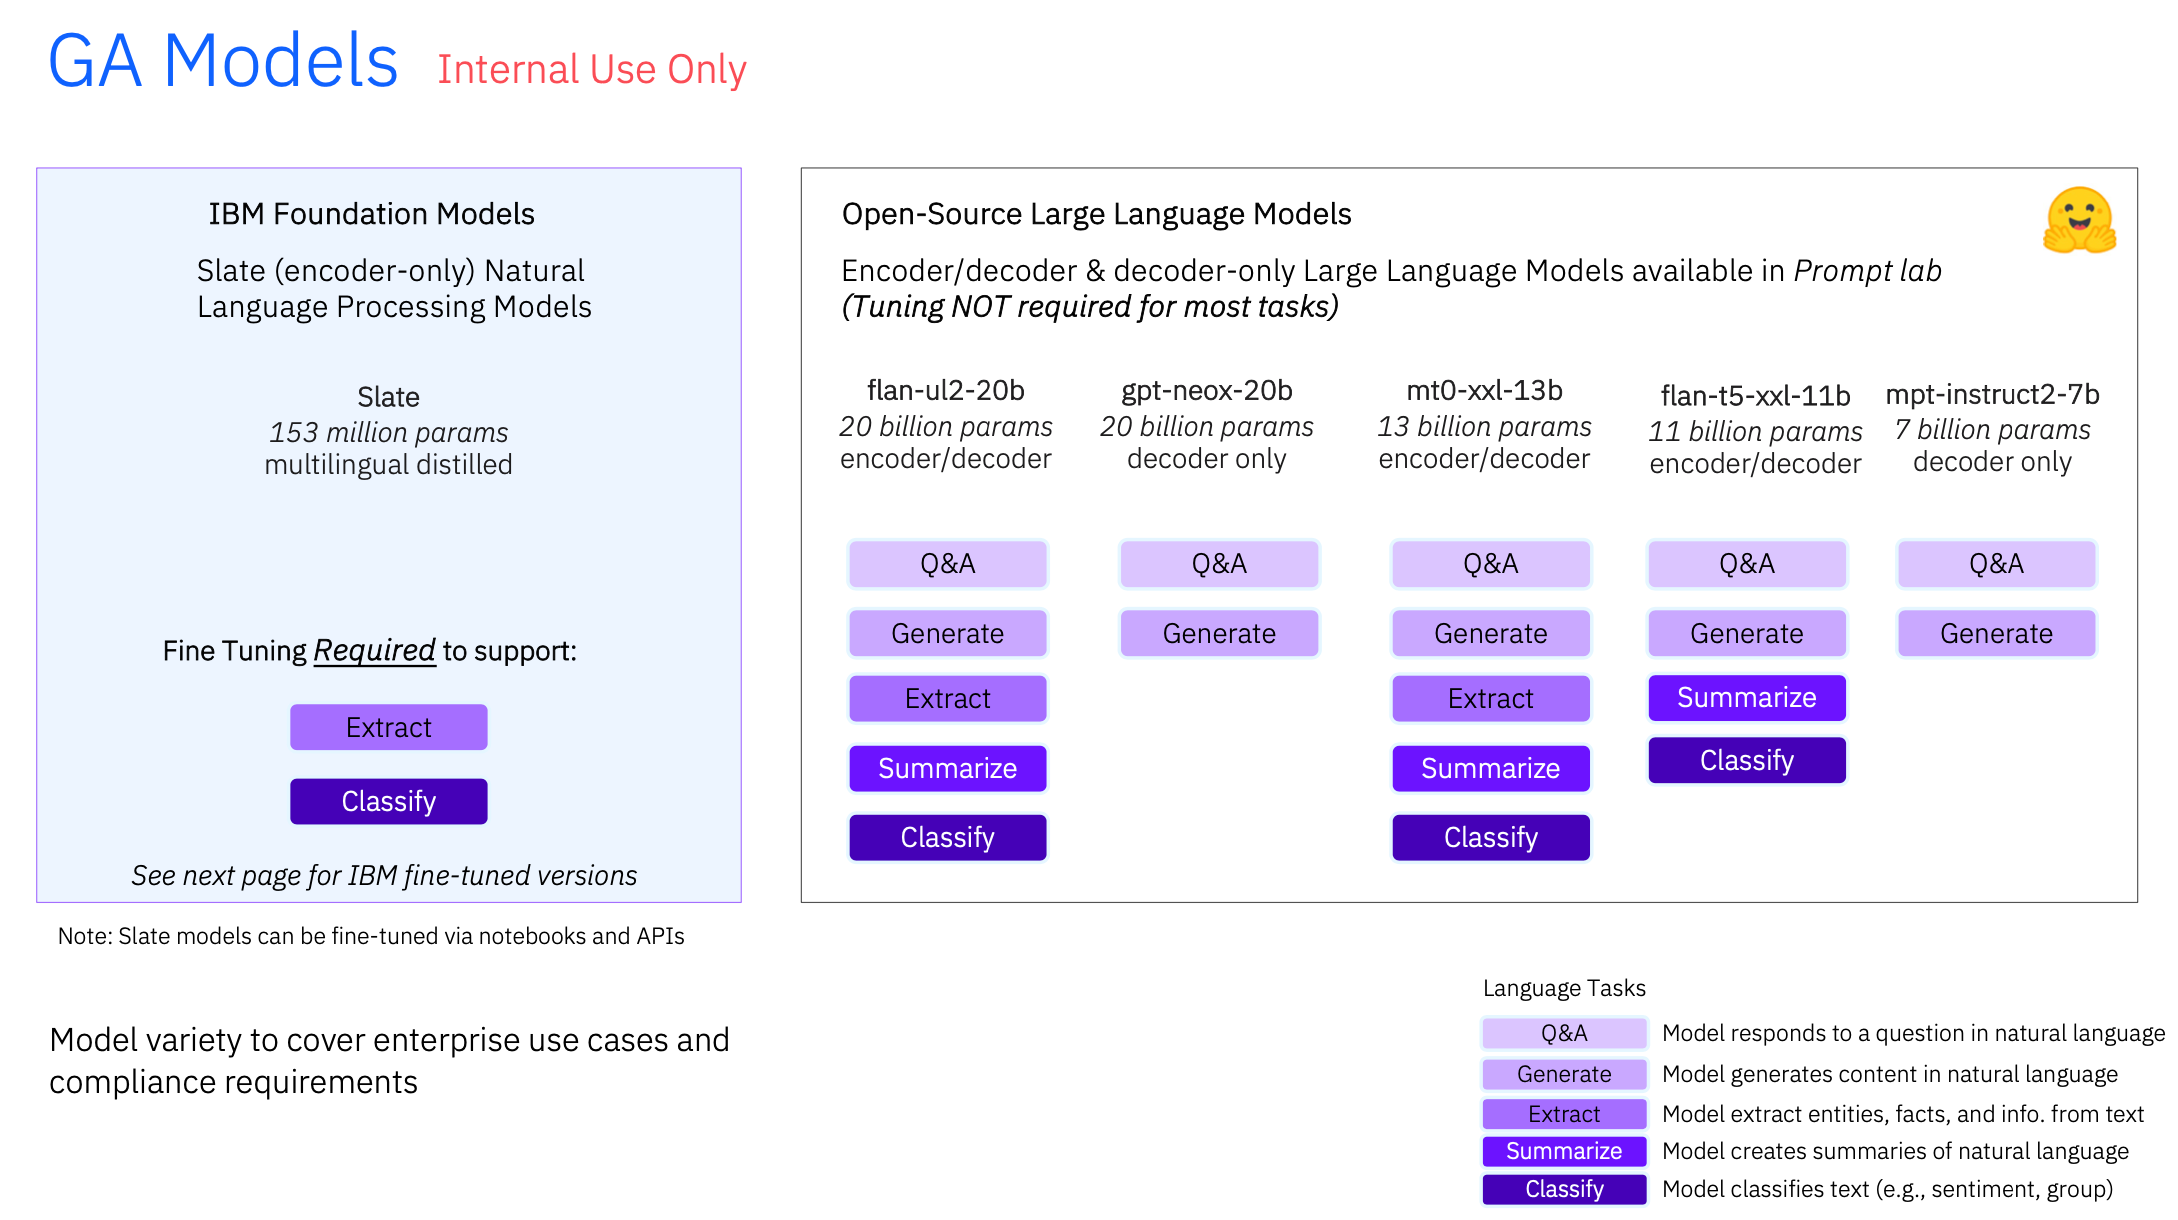 GA Models Internal Use Only
IBM Foundation Models
Slate (encoder-only) Natural
Language Processing Models
Slate
153 million params
multilingual distilled
Fine Tuning Required to support:
Extract
Classify
See next page for IBM fine-tuned versions
Note: Slate models can be fine-tuned via notebooks and APIs
Model variety to cover enterprise use cases and
compliance requirements
Open-Source Large Language Models
Encoder/decoder & decoder-only Large Language Models available in Prompt lab
(Tuning NOT required for most tasks)
flan-ul2-20b
20 billion params
encoder/decoder
Q&A
Generate
Extract
Summarize
Classify
gpt-neox-20b
20 billion params
decoder only
Q&A
Generate
mt0-xxl-13b
13 billion params
encoder/decoder
Q&A
Generate
Extract
Summarize
Classify
flan-t5-xxl-11b
11 billion params
encoder/decoder
Q&A
Generate
Summarize
Classify
mpt-instruct2-7b
7 billion params
decoder only
Q&A
Generate
Language Tasks
Q&A Model responds to a question in natural language
Generate Model generates content in natural language
Extract Model extract entities, facts, and info. from text
Summarize Model creates summaries of natural language
Classify Model classifies text (e.g., sentiment, group)